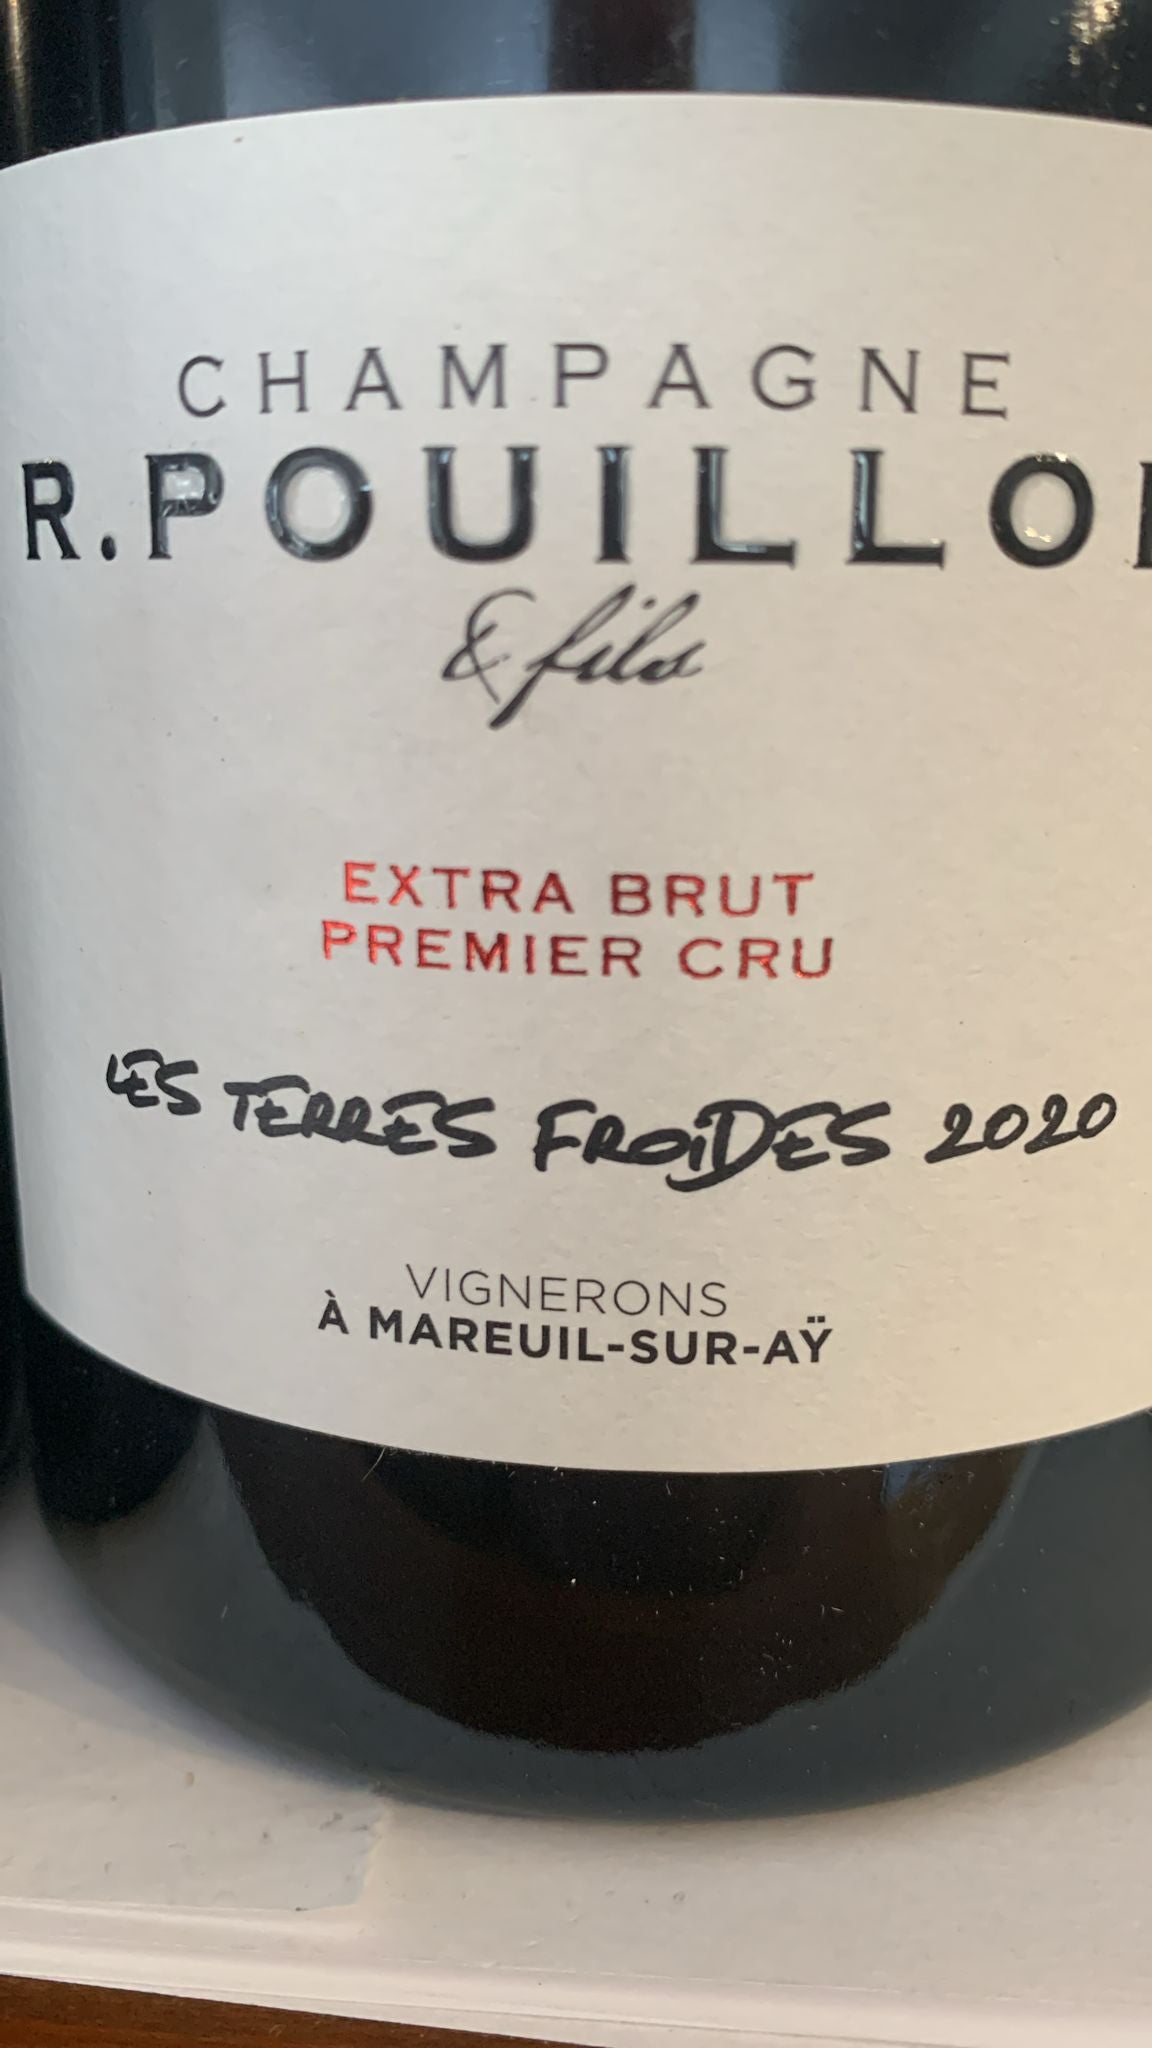 CHAMPAGNE
R. POUILLO
& fils
EXTRA BRUT
PREMIER CRU
LES TERRES FROIDES 2020
VIGNERONS
À MAREUIL-SUR-AŸ